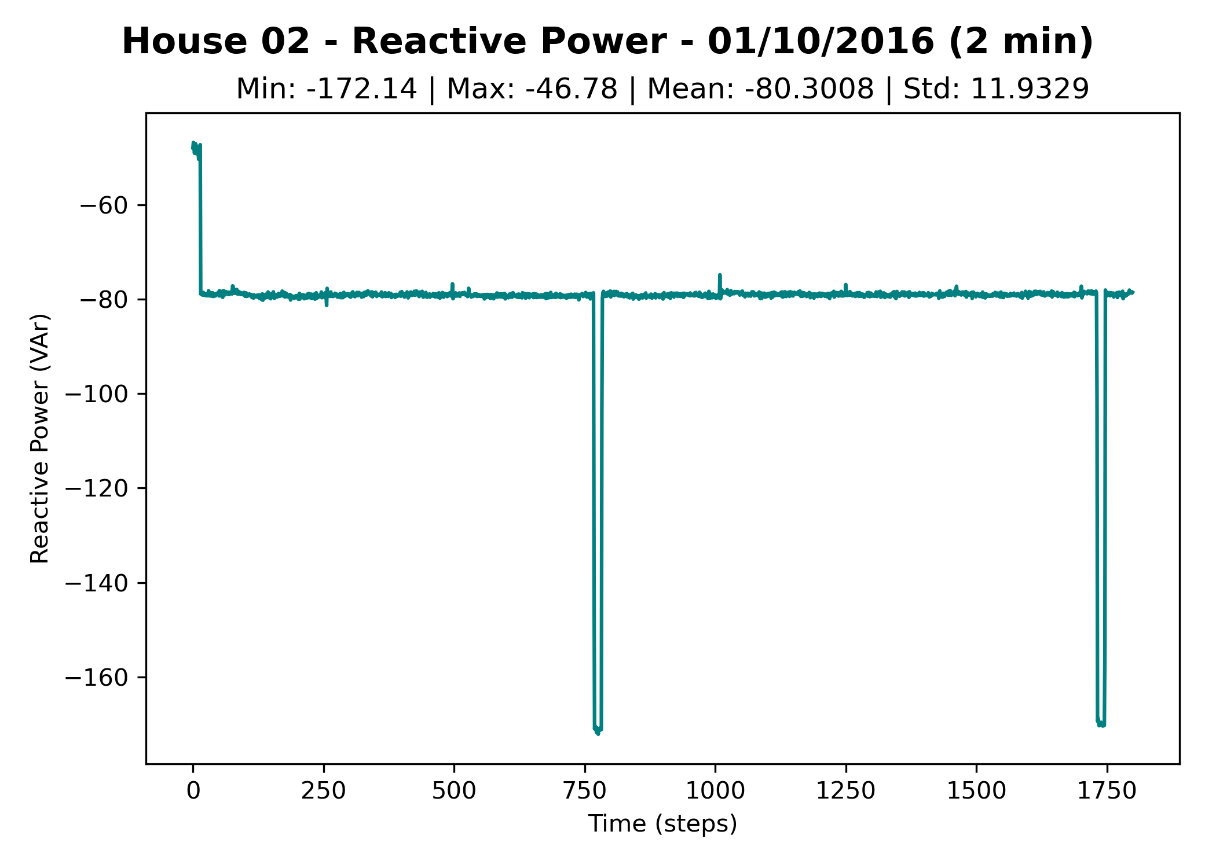 House 02 - Reactive Power - 01/10/2016 (2 min)
Min: -172.14 | Max: -46.78 | Mean: -80.3008 | Std: 11.9329
Reactive Power (VAr)
−60
−80
−100
−120
−140
−160
0 250 500 750 1000 1250 1500 1750
Time (steps)